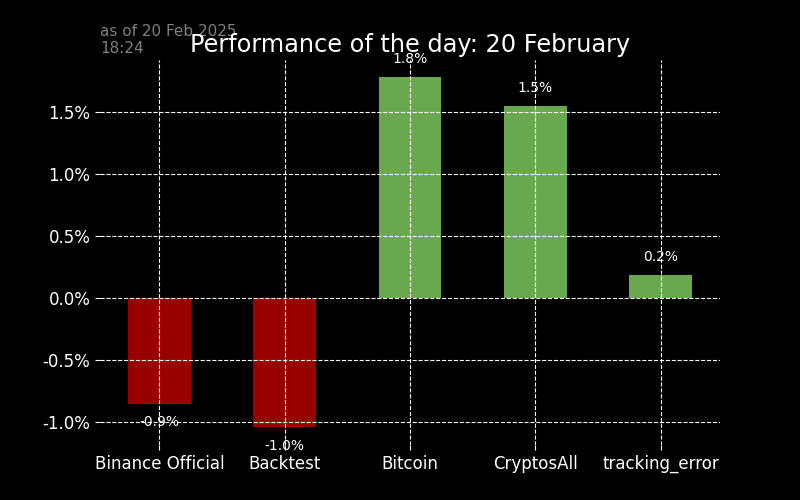 as of 20 Feb 2025
18:24
Performance of the day: 20 February
1.8%
1.5%
0.2%
-0.9%
-1.0%
1.5%
1.0%
0.5%
0.0%
-0.5%
-1.0%
Binance Official
Backtest
Bitcoin
CryptosAll
tracking_error